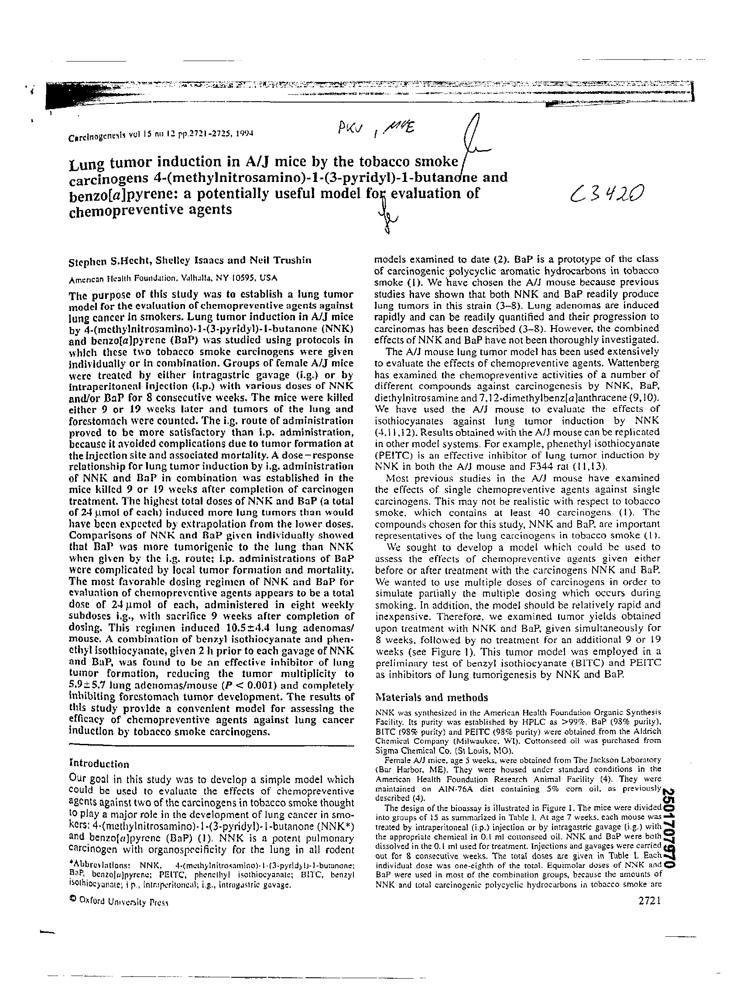 Carcinogenesis vol 15 no 12 pp.2721-2725, 1994
PKV, MVE
C3420
Lung tumor induction in A/J mice by the tobacco smoke
carcinogens 4-(methylnitrosamino)-1-(3-pyridyl)-1-butanone and
benzo[a]pyrene: a potentially useful model for evaluation of
chemopreventive agents
Stephen S.Hecht, Shelley Isaacs and Neil Trushin
American Health Foundation, Valhalla, NY 10595, USA
The purpose of this study was to establish a lung tumor
model for the evaluation of chemopreventive agents against
lung cancer in smokers. Lung tumor induction in A/J mice
by 4-(methylnitrosamino)-1-(3-pyridyl)-1-butanone (NNK)
and benzo[a]pyrene (BaP) was studied using protocols in
which these two tobacco smoke carcinogens were given
individually or in combination. Groups of female A/J mice
were treated by either intragastric gavage (i.g.) or by
intraperitoneal injection (i.p.) with various doses of NNK
and/or BaP for 8 consecutive weeks. The mice were killed
either 9 or 19 weeks later and tumors of the lung and
forestomach were counted. The i.g. route of administration
proved to be more satisfactory than i.p. administration,
because it avoided complications due to tumor formation at
the injection site and associated mortality. A dose-response
relationship for lung tumor induction by i.g. administration
of NNK and BaP in combination was established in the
mice killed 9 or 19 weeks after completion of carcinogen
treatment. The highest total doses of NNK and BaP (a total
of 24 μmol of each) induced more lung tumors than would
have been expected by extrapolation from the lower doses.
Comparisons of NNK and BaP given individually showed
that BaP was more tumorigenic to the lung than NNK
when given by the i.g. route; i.p. administrations of BaP
were complicated by local tumor formation and mortality.
The most favorable dosing regimen of NNK and BaP for
evaluation of chemopreventive agents appears to be a total
dose of 24 μmol of each, administered in eight weekly
subdoses i.g., with sacrifice 9 weeks after completion of
dosing. This regimen induced 10.5±4.4 lung adenomas/
mouse. A combination of benzyl isothiocyanate and phen-
ethyl isothiocyanate, given 2 h prior to each gavage of NNK
and BaP, was found to be an effective inhibitor of lung
tumor formation, reducing the tumor multiplicity to
5.9±5.7 lung adenomas/mouse (P < 0.001) and completely
inhibiting forestomach tumor development. The results of
this study provide a convenient model for assessing the
efficacy of chemopreventive agents against lung cancer
induction by tobacco smoke carcinogens.
Introduction
Our goal in this study was to develop a simple model which
could be used to evaluate the effects of chemopreventive
agents against two of the carcinogens in tobacco smoke thought
to play a major role in the development of lung cancer in smo-
kers: 4-(methylnitrosamino)-1-(3-pyridyl)-1-butanone (NNK*)
and benzo[a]pyrene (BaP) (1). NNK is a potent pulmonary
carcinogen with organospecificity for the lung in all rodent
*Abbreviations: NNK, 4-(methylnitrosamino)-1-(3-pyridyl)-1-butanone;
BaP, benzo[a]pyrene; PEITC, phenethyl isothiocyanate; BITC, benzyl
isothiocyanate; i.p., intraperitoneal; i.g., intragastric gavage.
© Oxford University Press
models examined to date (2). BaP is a prototype of the class
of carcinogenic polycyclic aromatic hydrocarbons in tobacco
smoke (1). We have chosen the A/J mouse because previous
studies have shown that both NNK and BaP readily produce
lung tumors in this strain (3-8). Lung adenomas are induced
rapidly and can be readily quantified and their progression to
carcinomas has been described (3-8). However, the combined
effects of NNK and BaP have not been thoroughly investigated.
The A/J mouse lung tumor model has been used extensively
to evaluate the effects of chemopreventive agents. Wattenberg
has examined the chemopreventive activities of a number of
different compounds against carcinogenesis by NNK, BaP,
diethylnitrosamine and 7,12-dimethylbenz[a]anthracene (9,10).
We have used the A/J mouse to evaluate the effects of
isothiocyanates against lung tumor induction by NNK
(4,11,12). Results obtained with the A/J mouse can be replicated
in other model systems. For example, phenethyl isothiocyanate
(PEITC) is an effective inhibitor of lung tumor induction by
NNK in both the A/J mouse and F344 rat (11,13).
Most previous studies in the A/J mouse have examined
the effects of single chemopreventive agents against single
carcinogens. This may not be realistic with respect to tobacco
smoke, which contains at least 40 carcinogens (1). The
compounds chosen for this study, NNK and BaP, are important
representatives of the lung carcinogens in tobacco smoke (1).
We sought to develop a model which could be used to
assess the effects of chemopreventive agents given either
before or after treatment with the carcinogens NNK and BaP.
We wanted to use multiple doses of carcinogens in order to
simulate partially the multiple dosing which occurs during
smoking. In addition, the model should be relatively rapid and
inexpensive. Therefore, we examined tumor yields obtained
upon treatment with NNK and BaP, given simultaneously for
8 weeks, followed by no treatment for an additional 9 or 19
weeks (see Figure 1). This tumor model was employed in a
preliminary test of benzyl isothiocyanate (BITC) and PEITC
as inhibitors of lung tumorigenesis by NNK and BaP.
Materials and methods
NNK was synthesized in the American Health Foundation Organic Synthesis
Facility. Its purity was established by HPLC as >99%. BaP (98% purity),
BITC (98% purity) and PEITC (98% purity) were obtained from the Aldrich
Chemical Company (Milwaukee, WI). Cottonseed oil was purchased from
Sigma Chemical Co. (St Louis, MO).
Female A/J mice, age 5 weeks, were obtained from The Jackson Laboratory
(Bar Harbor, ME). They were housed under standard conditions in the
American Health Foundation Research Animal Facility (4). They were
maintained on AIN-76A diet containing 5% corn oil, as previously
described (4).
The design of the bioassay is illustrated in Figure 1. The mice were divided
into groups of 15 as summarized in Table I. At age 7 weeks, each mouse was
treated by intraperitoneal (i.p.) injection or by intragastric gavage (i.g.) with
the appropriate chemical in 0.1 ml cottonseed oil. NNK and BaP were both
dissolved in the 0.1 ml used for treatment. Injections and gavages were carried
out for 8 consecutive weeks. The total doses are given in Table I. Each
individual dose was one-eighth of the total. Equimolar doses of NNK and
BaP were used in most of the combination groups, because the amounts of
NNK and total carcinogenic polycyclic hydrocarbons in tobacco smoke are
2721
2501707970